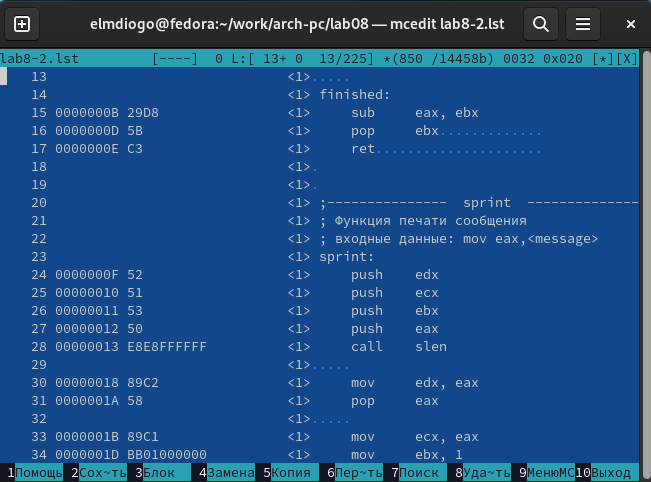 elmdiogo@fedora:~/work/arch-pc/lab08 — mcedit lab8-2.lst
lab8-2.lst [----] 0 L:[ 13+ 0 13/225] *(850 /14458b) 0032 0x020 [*][X]
13 <1>.....
14 <1> finished:
15 0000000B 29D8 <1> sub eax, ebx
16 0000000D 5B <1> pop ebx.............
17 0000000E C3 <1> ret.....................
18 <1>.
19 <1>.
20 <1> ;--------------- sprint --------------
21 <1> ; Функция печати сообщения
22 <1> ; входные данные: mov eax,<message>
23 <1> sprint:
24 0000000F 52 <1> push edx
25 00000010 51 <1> push ecx
26 00000011 53 <1> push ebx
27 00000012 50 <1> push eax
28 00000013 E8E8FFFFFF <1> call slen
29 <1>.....
30 00000018 89C2 <1> mov edx, eax
31 0000001A 58 <1> pop eax
32 <1>.....
33 0000001B 89C1 <1> mov ecx, eax
34 0000001D BB01000000 <1> mov ebx, 1
1Помощь 2Сох~ть 3Блок 4Замена 5Копия 6Пер~ть 7Поиск 8Уда~ть 9МенюMC 10Выход